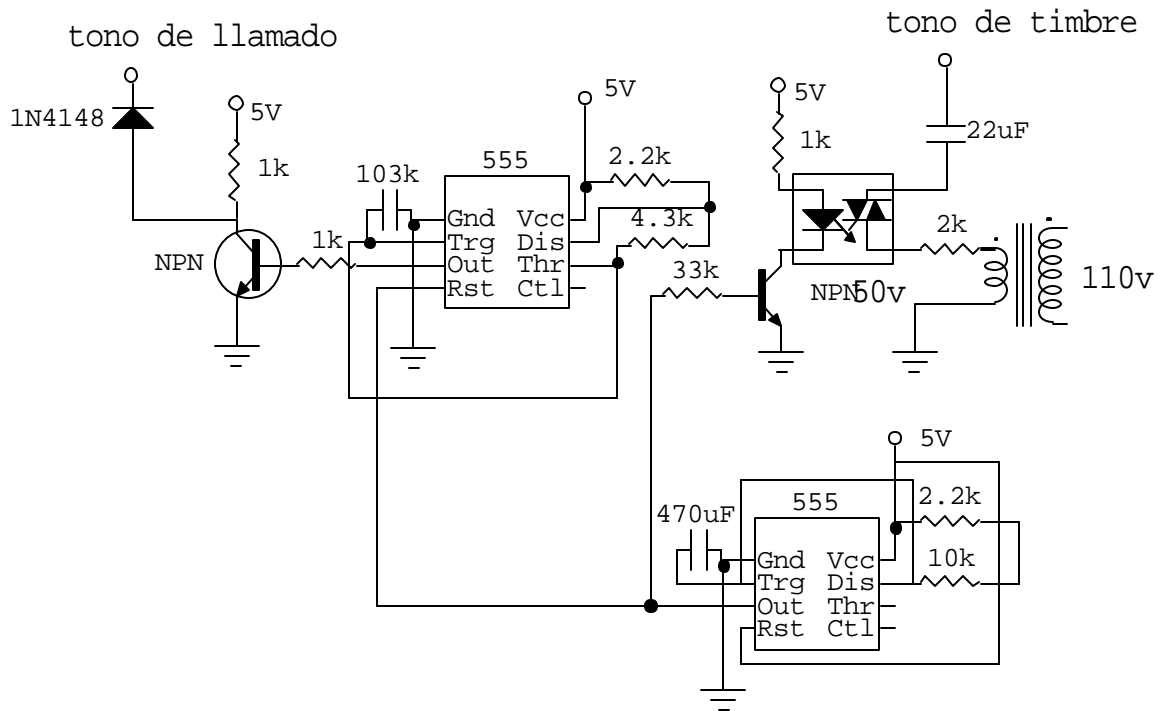 tono de llamado
tono de timbre
1N4148
5V
1k
103k
555
5V
2.2k
4.3k
5V
1k
22uF
Gnd Vcc
Trg Dis
Out Thr
Rst Ctl
NPN
1k
33k
NPN
50v
2k
110v
5V
470uF
555
2.2k
10k
Gnd Vcc
Trg Dis
Out Thr
Rst Ctl